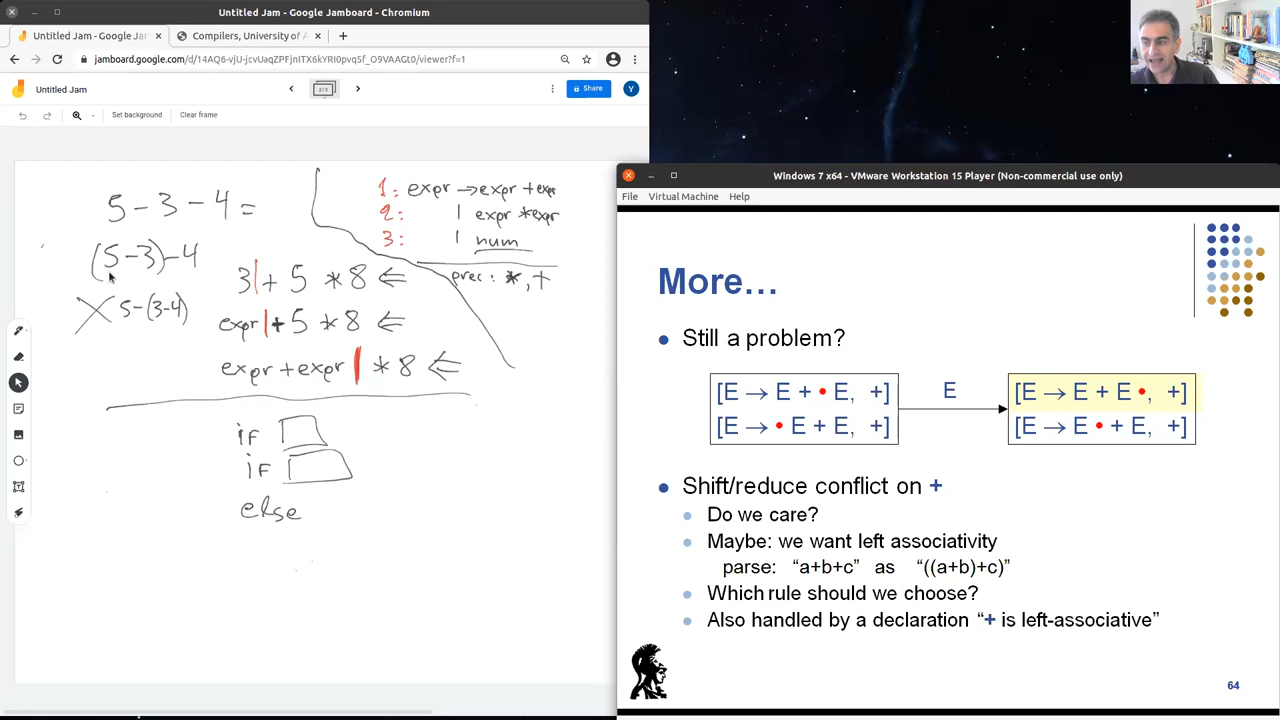 Untitled Jam - Google Jamboard - Chromium
Untitled Jam - Google Jar
Compilers, University of A
jamboard.google.com/d/14AQ6-vjU-jcvUaqZPFjnITX6kYRI0pvq5f_O9VAAGt0/viewer?f=1
Untitled Jam
2/3
Share
Y
Set background
Clear frame
5 - 3 - 4 =
(5-3)-4
5-(3-4)
1: expr → expr + expr
2: | expr * expr
3: | num
prec: *, +
3 | + 5 * 8 ⇐
expr | + 5 * 8 ⇐
expr + expr | * 8 ⇐
if
if
else
Windows 7 x64 - VMware Workstation 15 Player (Non-commercial use only)
File Virtual Machine Help
More…
• Still a problem?
[E → E + • E, +]
[E → • E + E, +]
E
[E → E + E •, +]
[E → E • + E, +]
• Shift/reduce conflict on +
• Do we care?
• Maybe: we want left associativity
parse: “a+b+c” as “((a+b)+c)”
• Which rule should we choose?
• Also handled by a declaration “+ is left-associative”
64